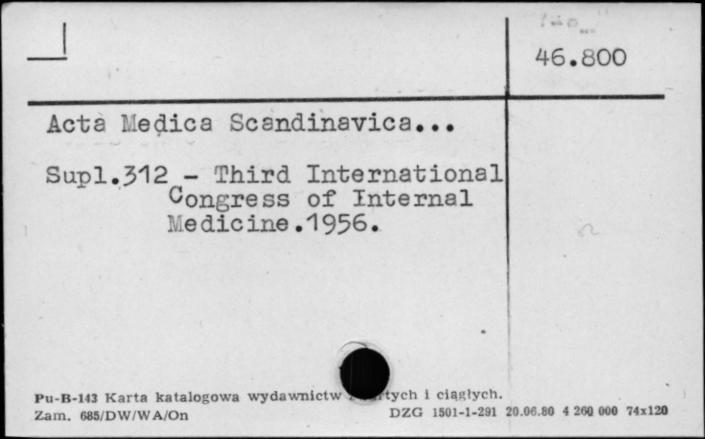 46.800
Acta Medica Scandinavica...
Supl.312 - Third International
Congress of Internal
Medicine.1956.
Pu-B-143 Karta katalogowa wydawnictw i ciągłych.
Zam. 685/DW/WA/On DZG 1501-1-291 20.06.80 4 260 000 74x120